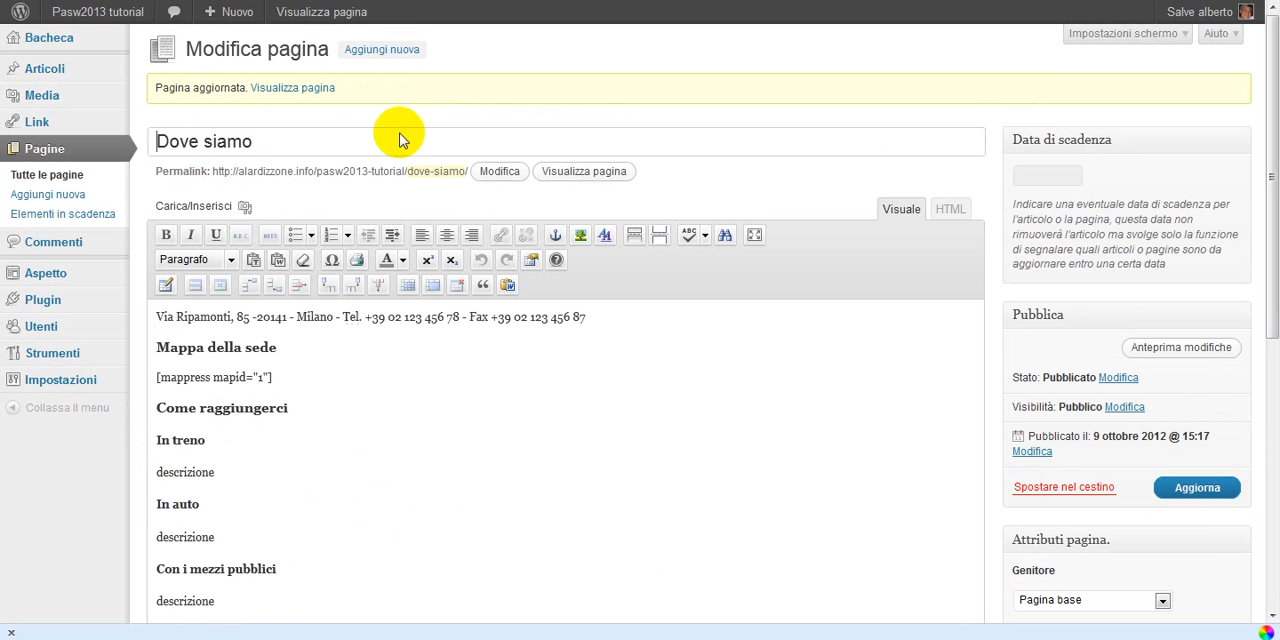 Pasw2013 tutorial Nuovo Visualizza pagina Salve alberto
Bacheca
Articoli
Media
Link
Pagine
Tutte le pagine
Aggiungi nuova
Elementi in scadenza
Commenti
Aspetto
Plugin
Utenti
Strumenti
Impostazioni
Collassa il menu
Impostazioni schermo Aiuto
Modifica pagina Aggiungi nuova
Pagina aggiornata. Visualizza pagina
Dove siamo
Permalink: http://alardizzone.info/pasw2013-tutorial/dove-siamo/ Modifica Visualizza pagina
Carica/Inserisci
Visuale HTML
B I U A.B.C. ABBR ABC
Paragrafo A x² x₂
Via Ripamonti, 85 -20141 - Milano - Tel. +39 02 123 456 78 - Fax +39 02 123 456 87
Mappa della sede
[mappress mapid="1"]
Come raggiungerci
In treno
descrizione
In auto
descrizione
Con i mezzi pubblici
descrizione
Data di scadenza
Indicare una eventuale data di scadenza per
l'articolo o la pagina, questa data non
rimuoverà l'articolo ma svolge solo la funzione
di segnalare quali articoli o pagine sono da
aggiornare entro una certa data
Pubblica
Anteprima modifiche
Stato: Pubblicato Modifica
Visibilità: Pubblico Modifica
Pubblicato il: 9 ottobre 2012 @ 15:17
Modifica
Spostare nel cestino Aggiorna
Attributi pagina.
Genitore
Pagina base